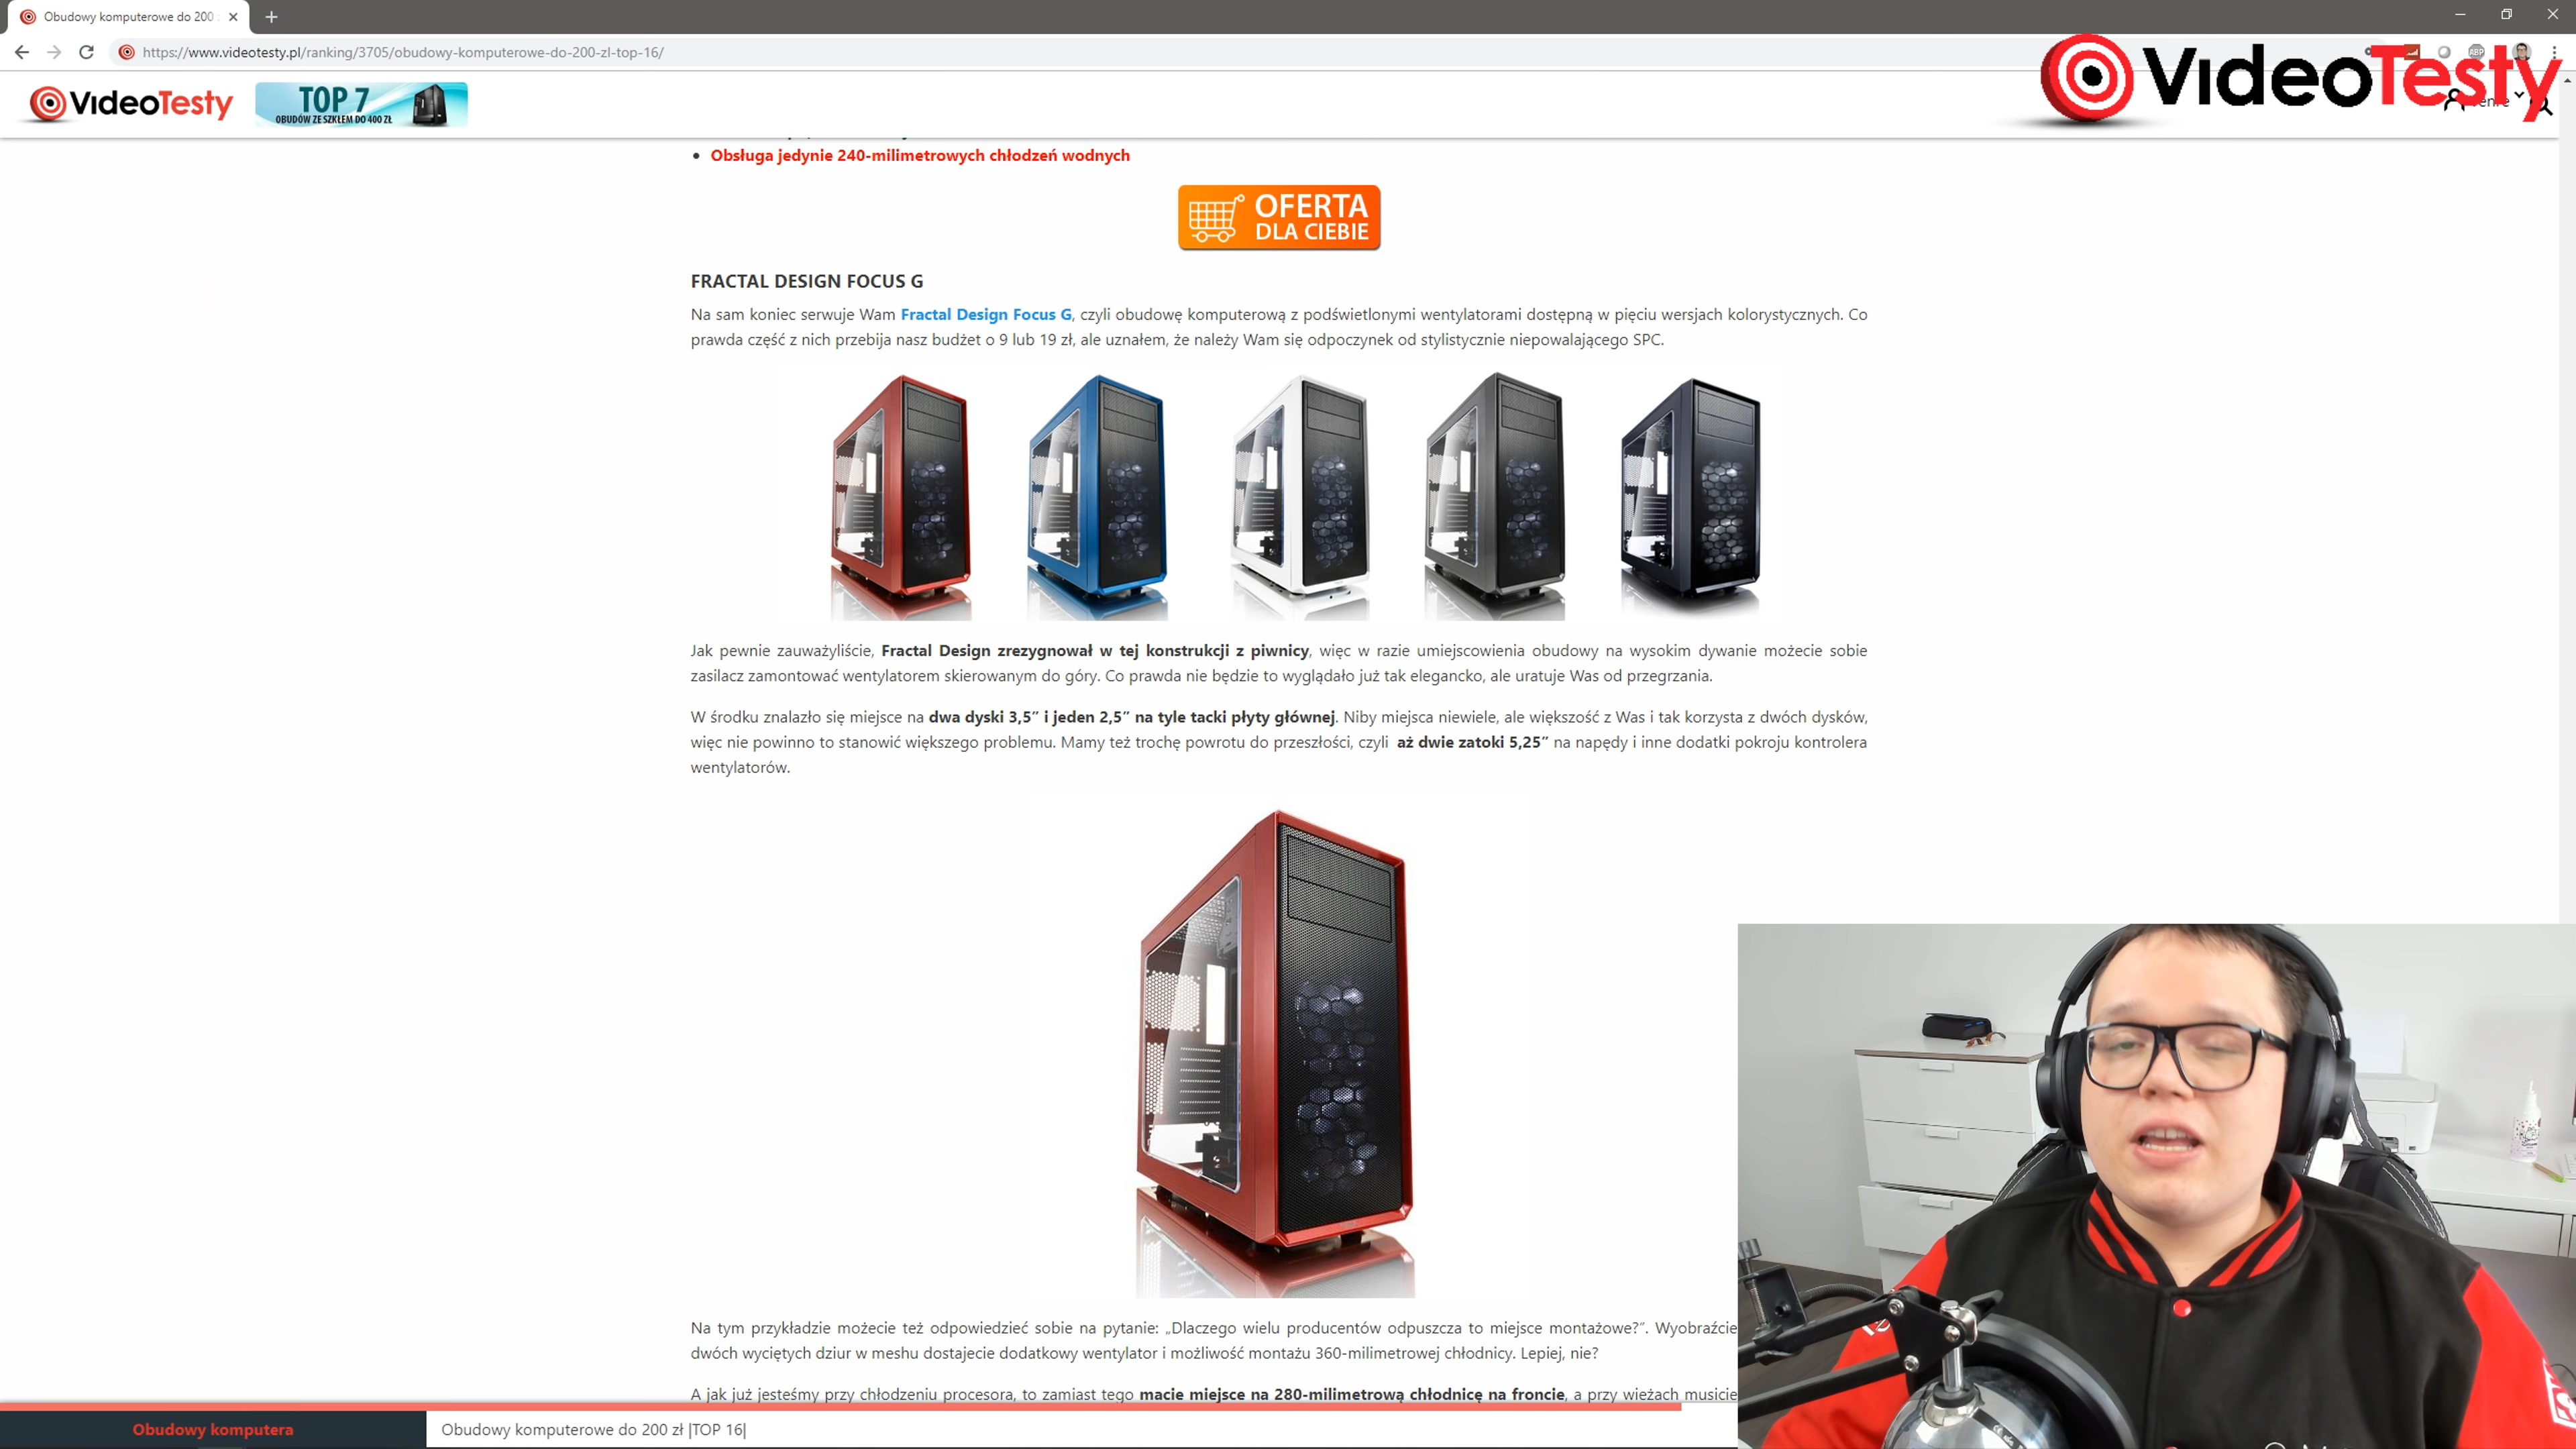 Obudowy komputerowe do 200
https://www.videotesty.pl/ranking/3705/obudowy-komputerowe-do-200-zl-top-16/
ABP
VIDEOTesty
TOP 7
OBUDÓW ZE SZKŁEM DO 400 ZŁ
VIDEOTesty
Obsługa jedynie 240-milimetrowych chłodzeń wodnych
OFERTA
DLA CIEBIE
FRACTAL DESIGN FOCUS G
Na sam koniec serwuje Wam Fractal Design Focus G, czyli obudowę komputerową z podświetlonymi wentylatorami dostępną w pięciu wersjach kolorystycznych. Co
prawda część z nich przebija nasz budżet o 9 lub 19 zł, ale uznałem, że należy Wam się odpoczynek od stylistycznie niepowalającego SPC.
Jak pewnie zauważyliście, Fractal Design zrezygnował w tej konstrukcji z piwnicy, więc w razie umiejscowienia obudowy na wysokim dywanie możecie sobie
zasilacz zamontować wentylatorem skierowanym do góry. Co prawda nie będzie to wyglądało już tak elegancko, ale uratuje Was od przegrzania.
W środku znalazło się miejsce na dwa dyski 3,5” i jeden 2,5” na tyle tacki płyty głównej. Niby miejsca niewiele, ale większość z Was i tak korzysta z dwóch dysków,
więc nie powinno to stanowić większego problemu. Mamy też trochę powrotu do przeszłości, czyli aż dwie zatoki 5,25” na napędy i inne dodatki pokroju kontrolera
wentylatorów.
Na tym przykładzie możecie też odpowiedzieć sobie na pytanie: „Dlaczego wielu producentów odpuszcza to miejsce montażowe?”. Wyobraźcie
dwóch wyciętych dziur w meshu dostajecie dodatkowy wentylator i możliwość montażu 360-milimetrowej chłodnicy. Lepiej, nie?
A jak już jesteśmy przy chłodzeniu procesora, to zamiast tego macie miejsce na 280-milimetrową chłodnicę na froncie, a przy wieżach musicie
Obudowy komputera
Obudowy komputerowe do 200 zł |TOP 16|